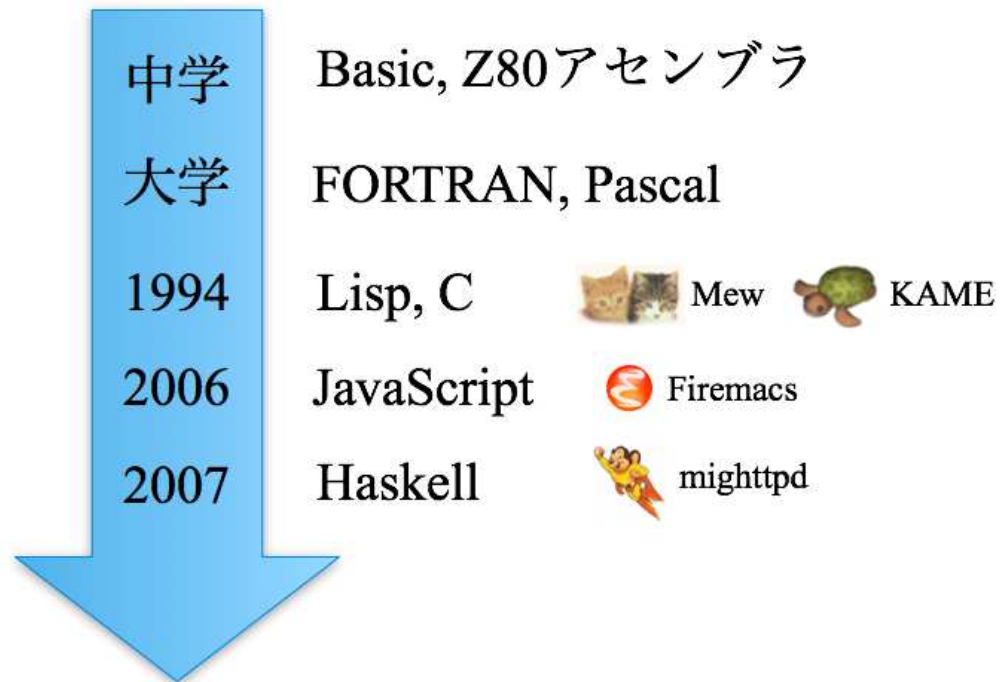 中学 Basic, Z80アセンブラ
大学 FORTRAN, Pascal
1994 Lisp, C Mew KAME
2006 JavaScript Firemacs
2007 Haskell mighttpd